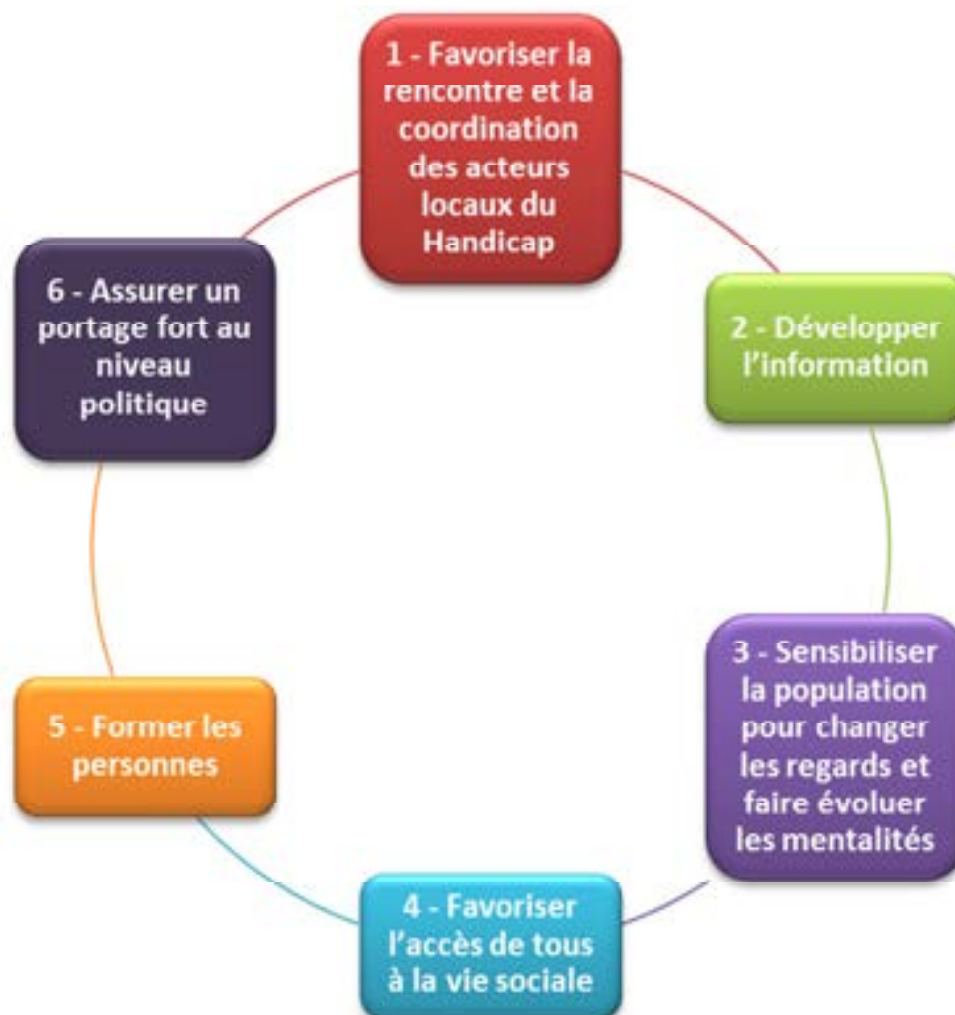 1 - Favoriser la
rencontre et la
coordination
des acteurs
locaux du
Handicap
2 - Développer
l'information
3 - Sensibiliser
la population
pour changer
les regards et
faire évoluer
les mentalités
4 - Favoriser
l'accès de tous
à la vie sociale
5 - Former les
personnes
6 - Assurer un
portage fort au
niveau
politique